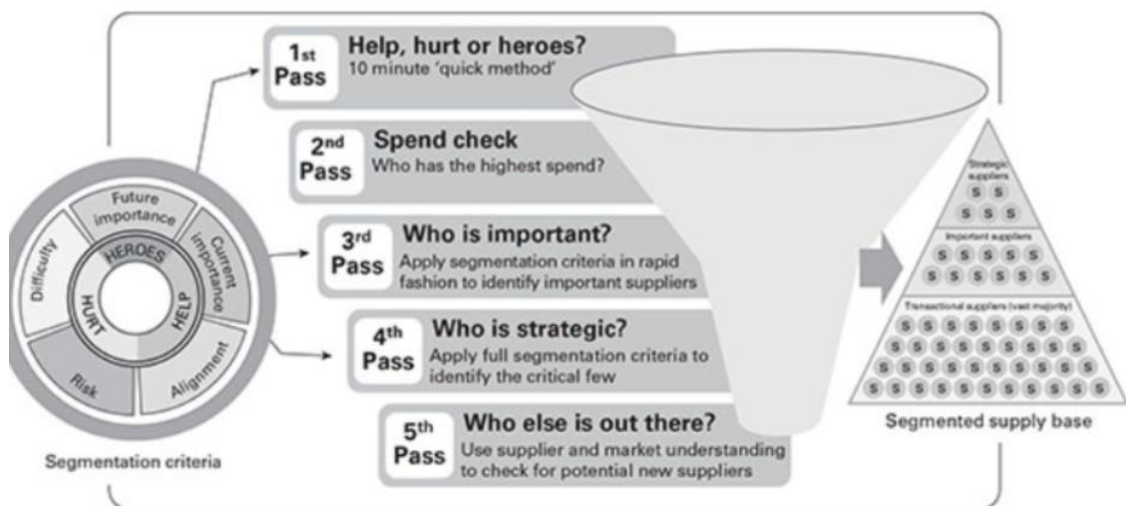 1st
Pass
Help, hurt or heroes?
10 minute ‘quick method’
2nd
Pass
Spend check
Who has the highest spend?
3rd
Pass
Who is important?
Apply segmentation criteria in rapid
fashion to identify important suppliers
4th
Pass
Who is strategic?
Apply full segmentation criteria to
identify the critical few
5th
Pass
Who else is out there?
Use supplier and market understanding
to check for potential new suppliers
Future
importance
Current
importance
Alignment
Risk
Difficulty
HEROES
HELP
HURT
Segmentation criteria
Strategic
suppliers
S S
S S S
Important suppliers
S S S S S
S S S S S S
Transactional suppliers (vast majority)
S S S S S S S S
S S S S S S S S S
S S S S S S S S S S
S S S S S S S S S S S
Segmented supply base